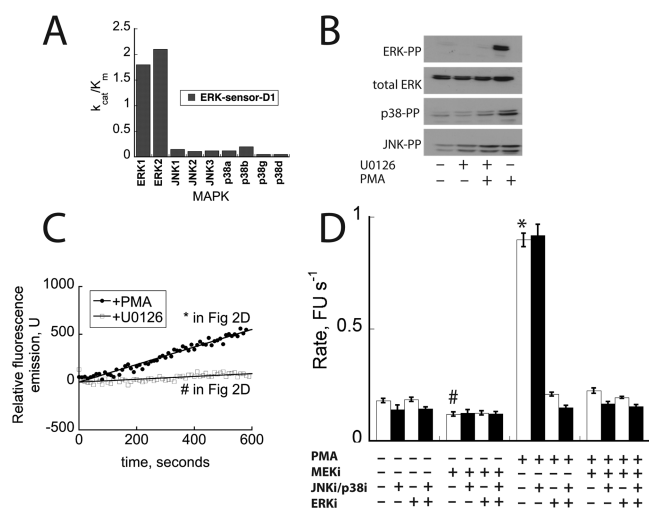 A
k cat /K m
2.5
2
1.5
1
0.5
0
ERK-sensor-D1
ERK1
ERK2
JNK1
JNK2
JNK3
p38a
p38b
p38g
p38d
MAPK
B
ERK-PP
total ERK
p38-PP
JNK-PP
U0126 − + + −
PMA − − + +
C
Relative fluorescence
emission, U
1000
500
0
-500
+PMA
+U0126
* in Fig 2D
# in Fig 2D
0 200 400 600
time, seconds
D
Rate, FU s-1
1
0.5
0
#
*
PMA − − − − − − − − + + + + + + + +
MEKi − − − − + + + + − − − − + + + +
JNKi/p38i − + − + − + − + − + − + − + − +
ERKi − − + + − − + + − − + + − − + +